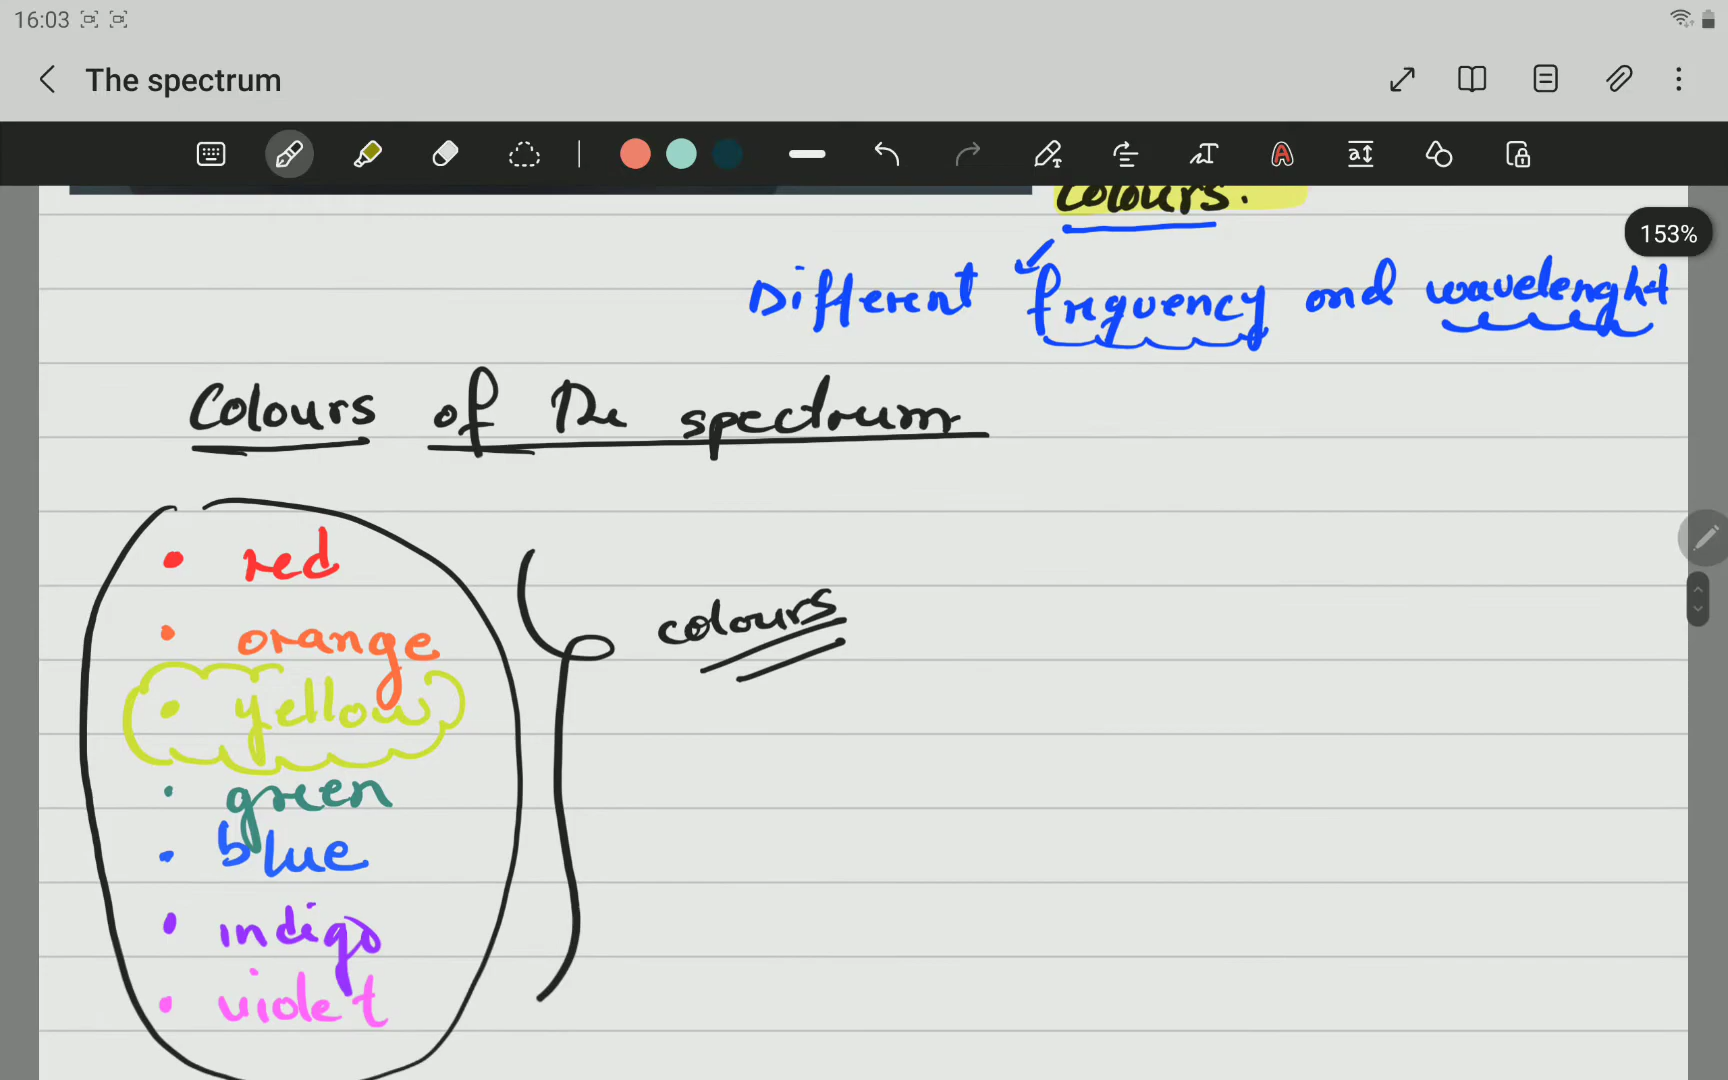 16:03
The spectrum
colours.
153%
Different frequency and wavelenght
Colours of the spectrum
• red
• orange
colours
• yellow
• green
• blue
• indigo
• violet